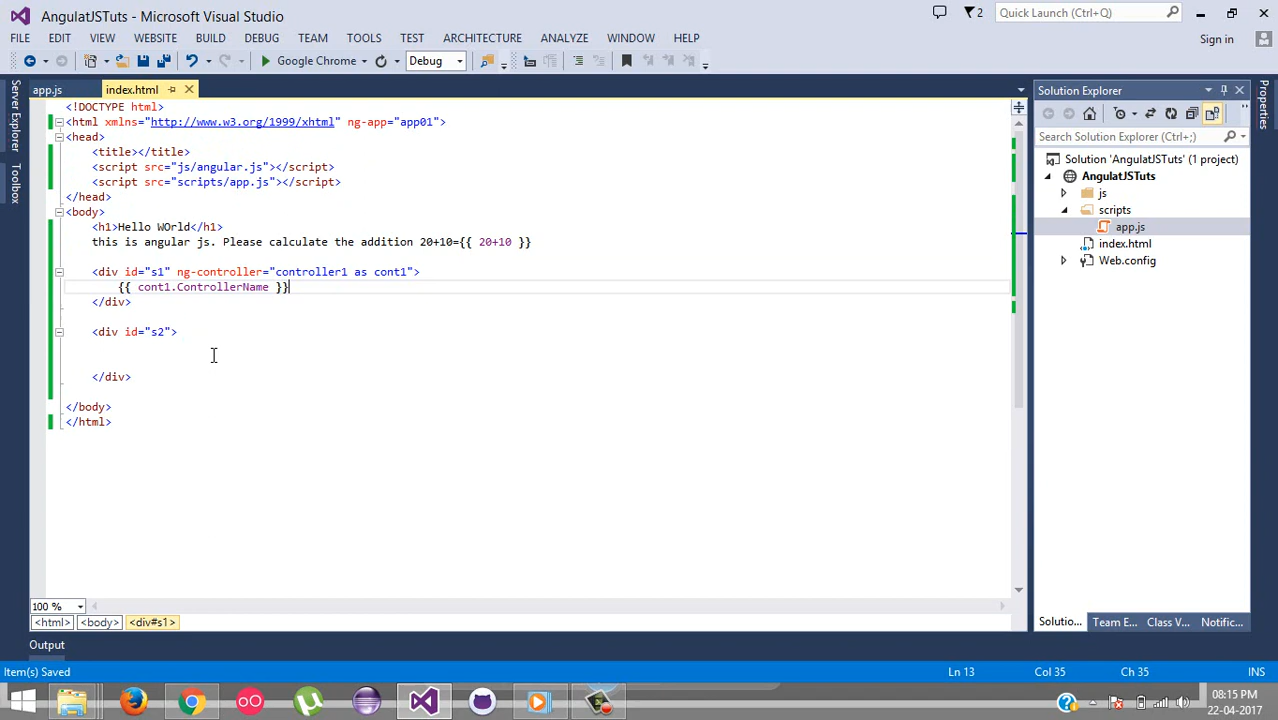 AngulatJSTuts - Microsoft Visual Studio
2
Quick Launch (Ctrl+Q)
FILE EDIT VIEW WEBSITE BUILD DEBUG TEAM TOOLS TEST ARCHITECTURE ANALYZE WINDOW HELP
Sign in
Google Chrome
Debug
Server Explorer
Toolbox
app.js
index.html
<!DOCTYPE html>
<html xmlns="http://www.w3.org/1999/xhtml" ng-app="app01">
<head>
<title></title>
<script src="js/angular.js"></script>
<script src="scripts/app.js"></script>
</head>
<body>
<h1>Hello WOrld</h1>
this is angular js. Please calculate the addition 20+10={{ 20+10 }}
<div id="s1" ng-controller="controller1 as cont1">
{{ cont1.ControllerName }}
</div>
<div id="s2">
</div>
</body>
</html>
100 %
<html> <body> <div#s1>
Output
Solution Explorer
Search Solution Explorer (Ctrl+;)
Solution 'AngulatJSTuts' (1 project)
AngulatJSTuts
js
scripts
app.js
index.html
Web.config
Solutio... Team E... Class V... Notific...
Properties
Item(s) Saved
Ln 13
Col 35
Ch 35
INS
08:15 PM
22-04-2017